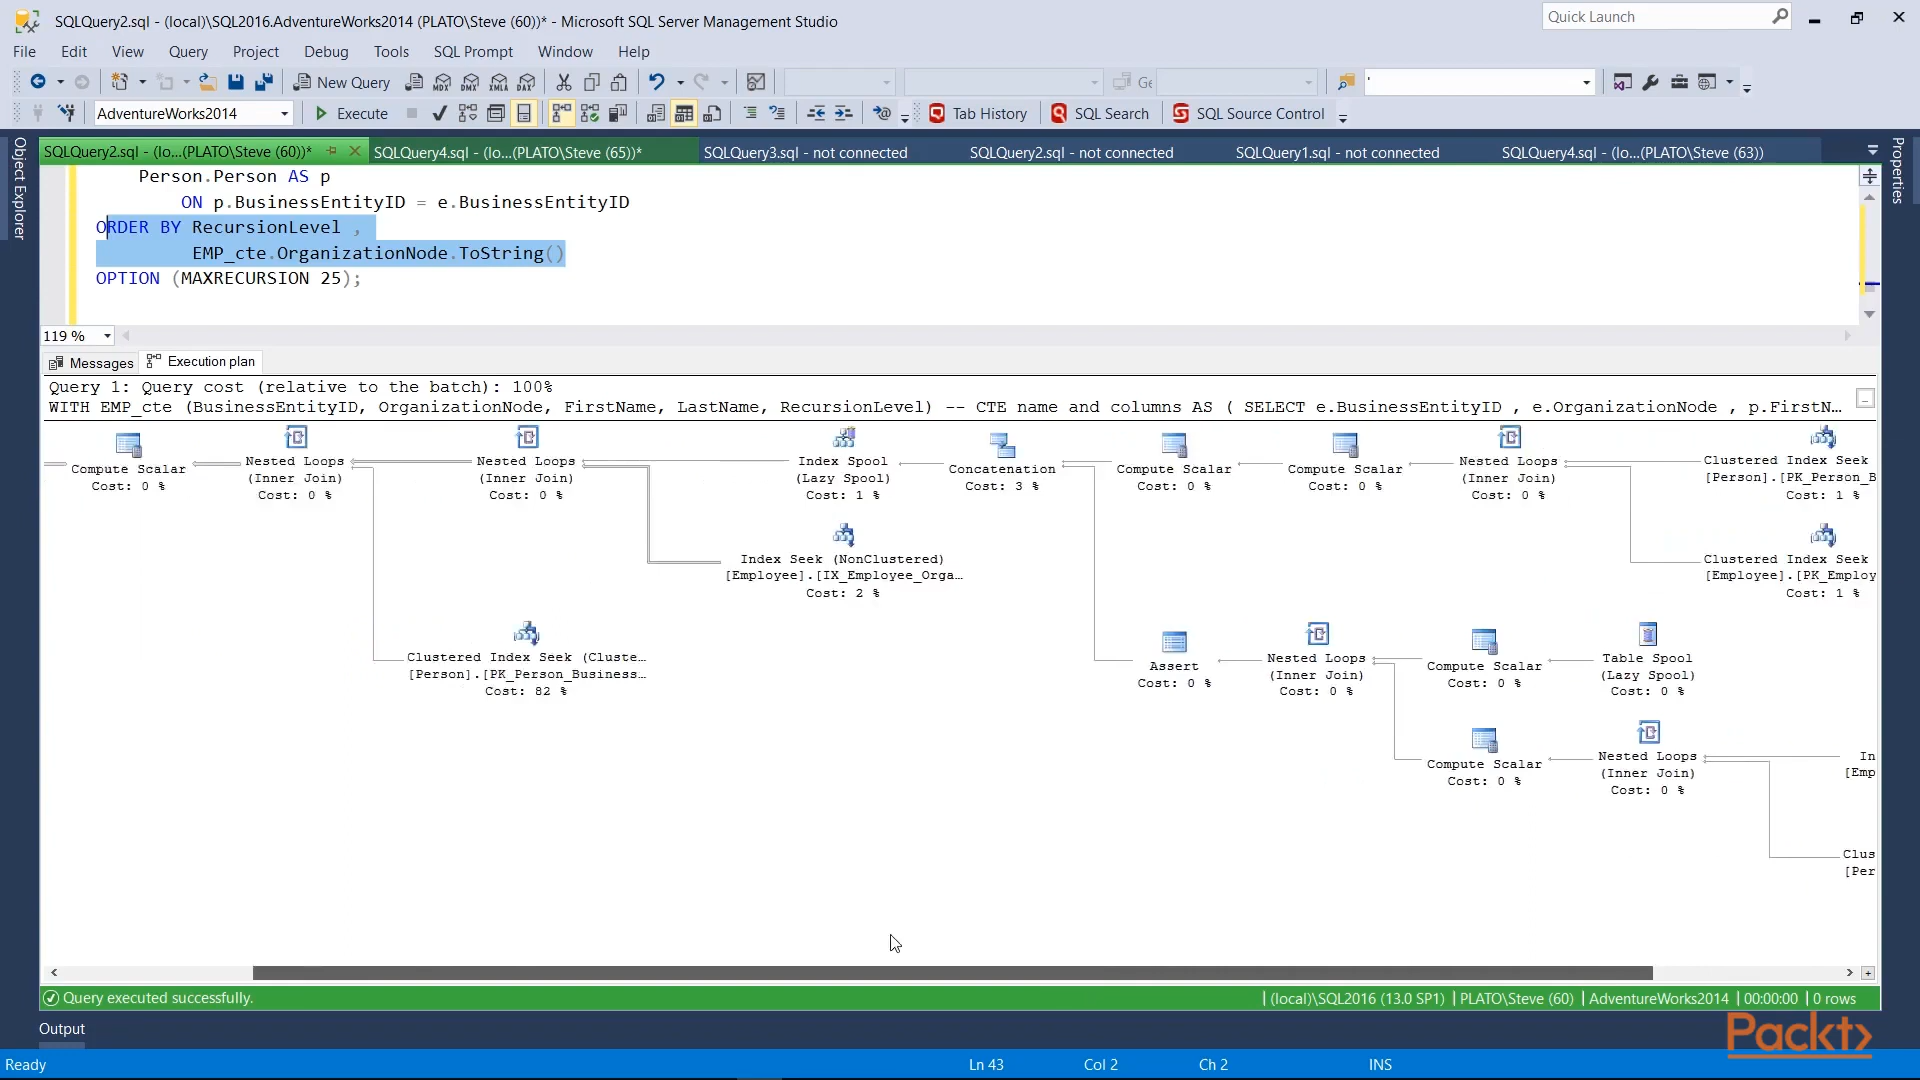 SQLQuery2.sql - (local)\SQL2016.AdventureWorks2014 (PLATO\Steve (60))* - Microsoft SQL Server Management Studio
Quick Launch
File Edit View Query Project Debug Tools SQL Prompt Window Help
New Query
MDX DMX XMLA DAX
Ge
'
AdventureWorks2014
Execute
Tab History
SQL Search
SQL Source Control
Object Explorer
Properties
SQLQuery2.sql - (lo...(PLATO\Steve (60))*
SQLQuery4.sql - (lo...(PLATO\Steve (65))*
SQLQuery3.sql - not connected
SQLQuery2.sql - not connected
SQLQuery1.sql - not connected
SQLQuery4.sql - (lo...(PLATO\Steve (63))
Person.Person AS p
ON p.BusinessEntityID = e.BusinessEntityID
ORDER BY RecursionLevel ,
EMP_cte.OrganizationNode.ToString()
OPTION (MAXRECURSION 25);
119 %
Messages
Execution plan
Query 1: Query cost (relative to the batch): 100%
WITH EMP_cte (BusinessEntityID, OrganizationNode, FirstName, LastName, RecursionLevel) -- CTE name and columns AS ( SELECT e.BusinessEntityID , e.OrganizationNode , p.FirstN...
Compute Scalar
Cost: 0 %
Nested Loops
(Inner Join)
Cost: 0 %
Nested Loops
(Inner Join)
Cost: 0 %
Index Spool
(Lazy Spool)
Cost: 1 %
Concatenation
Cost: 3 %
Compute Scalar
Cost: 0 %
Compute Scalar
Cost: 0 %
Nested Loops
(Inner Join)
Cost: 0 %
Clustered Index Seek
[Person].[PK_Person_B
Cost: 1 %
Index Seek (NonClustered)
[Employee].[IX_Employee_Orga...
Cost: 2 %
Clustered Index Seek
[Employee].[PK_Employ
Cost: 1 %
Clustered Index Seek (Cluste...
[Person].[PK_Person_Business...
Cost: 82 %
Assert
Cost: 0 %
Nested Loops
(Inner Join)
Cost: 0 %
Compute Scalar
Cost: 0 %
Table Spool
(Lazy Spool)
Cost: 0 %
Compute Scalar
Cost: 0 %
Nested Loops
(Inner Join)
Cost: 0 %
In
[Emp
Clus
[Per
Query executed successfully.
(local)\SQL2016 (13.0 SP1)
PLATO\Steve (60)
AdventureWorks2014
00:00:00
0 rows
Output
Packt
Ready
Ln 43
Col 2
Ch 2
INS